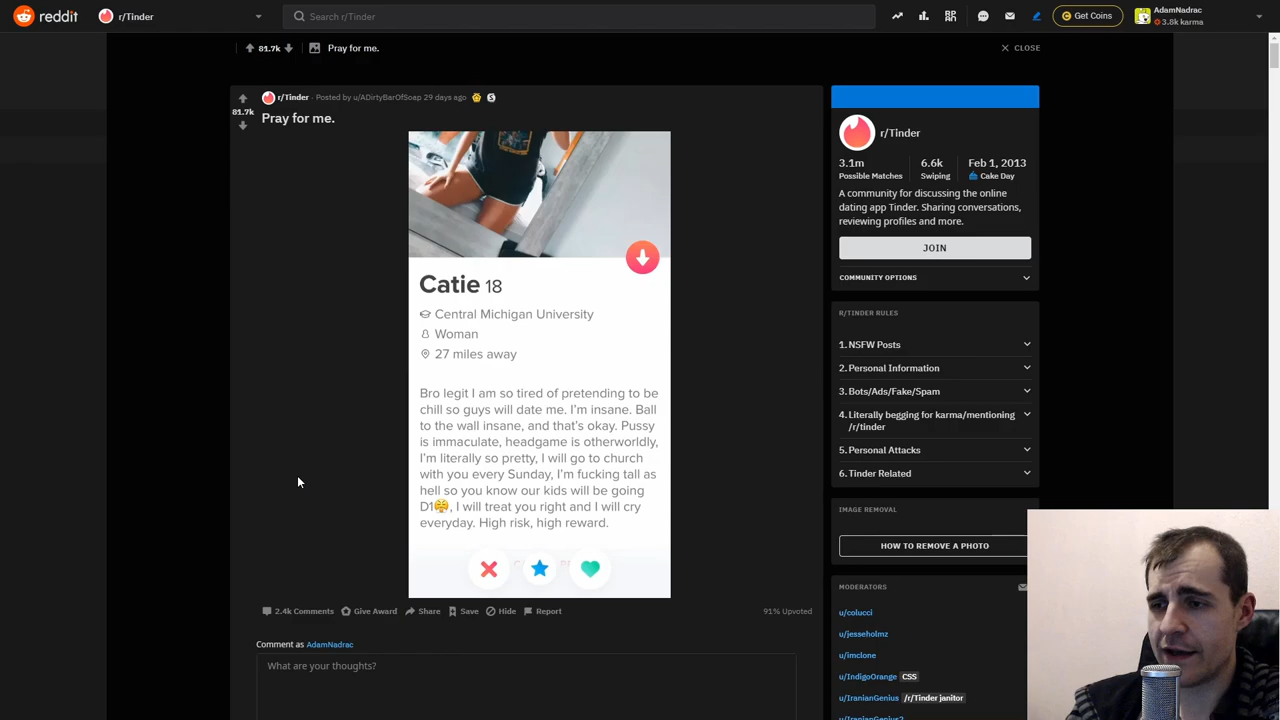 reddit
r/Tinder
Search r/Tinder
Get Coins
AdamNadrac
3.8k karma
81.7k
Pray for me.
CLOSE
r/Tinder · Posted by u/ADirtyBarOfSoap 29 days ago
81.7k
Pray for me.
Catie 18
Central Michigan University
Woman
27 miles away
Bro legit I am so tired of pretending to be
chill so guys will date me. I'm insane. Ball
to the wall insane, and that's okay. Pussy
is immaculate, headgame is otherworldly,
I'm literally so pretty, I will go to church
with you every Sunday, I'm fucking tall as
hell so you know our kids will be going
D1😤, I will treat you right and I will cry
everyday. High risk, high reward.
2.4k Comments
Give Award
Share
Save
Hide
Report
91% Upvoted
Comment as AdamNadrac
What are your thoughts?
r/Tinder
3.1m
Possible Matches
6.6k
Swiping
Feb 1, 2013
Cake Day
A community for discussing the online
dating app Tinder. Sharing conversations,
reviewing profiles and more.
JOIN
COMMUNITY OPTIONS
R/TINDER RULES
1. NSFW Posts
2. Personal Information
3. Bots/Ads/Fake/Spam
4. Literally begging for karma/mentioning
/r/tinder
5. Personal Attacks
6. Tinder Related
IMAGE REMOVAL
HOW TO REMOVE A PHOTO
MODERATORS
u/colucci
u/jesseholmz
u/imclone
u/IndigoOrange CSS
u/IranianGenius /r/Tinder janitor